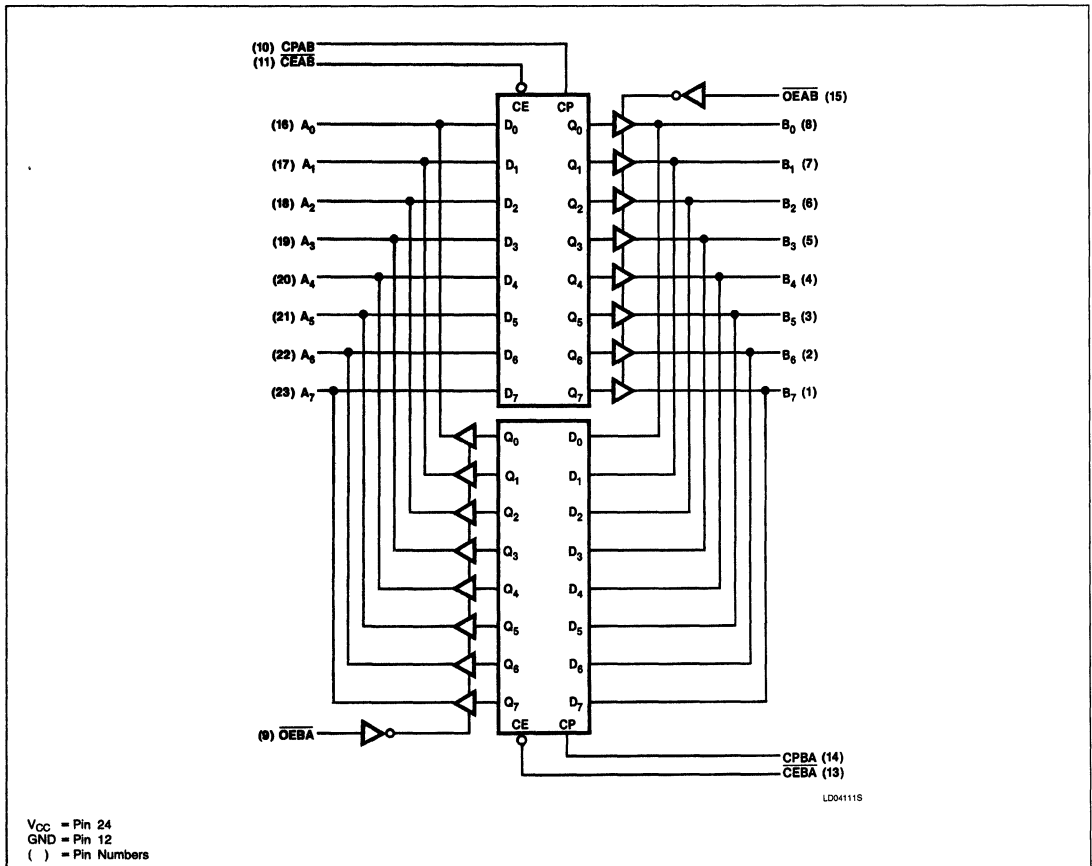 (10) CPAB
(11) CEAB
CE CP
OEAB (15)
(16) A0 D0 Q0 B0 (8)
(17) A1 D1 Q1 B1 (7)
(18) A2 D2 Q2 B2 (6)
(19) A3 D3 Q3 B3 (5)
(20) A4 D4 Q4 B4 (4)
(21) A5 D5 Q5 B5 (3)
(22) A6 D6 Q6 B6 (2)
(23) A7 D7 Q7 B7 (1)
Q0 D0
Q1 D1
Q2 D2
Q3 D3
Q4 D4
Q5 D5
Q6 D6
Q7 D7
CE CP
(9) OEBA
CPBA (14)
CEBA (13)
LD04111S
VCC = Pin 24
GND = Pin 12
( ) = Pin Numbers